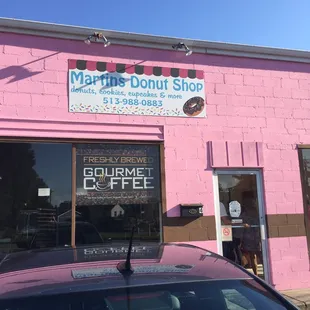 Martins Donut Shop
donuts, cookies, cupcakes & more
513-988-0883
FRESHLY BREWED
GOURMET
COFFEE